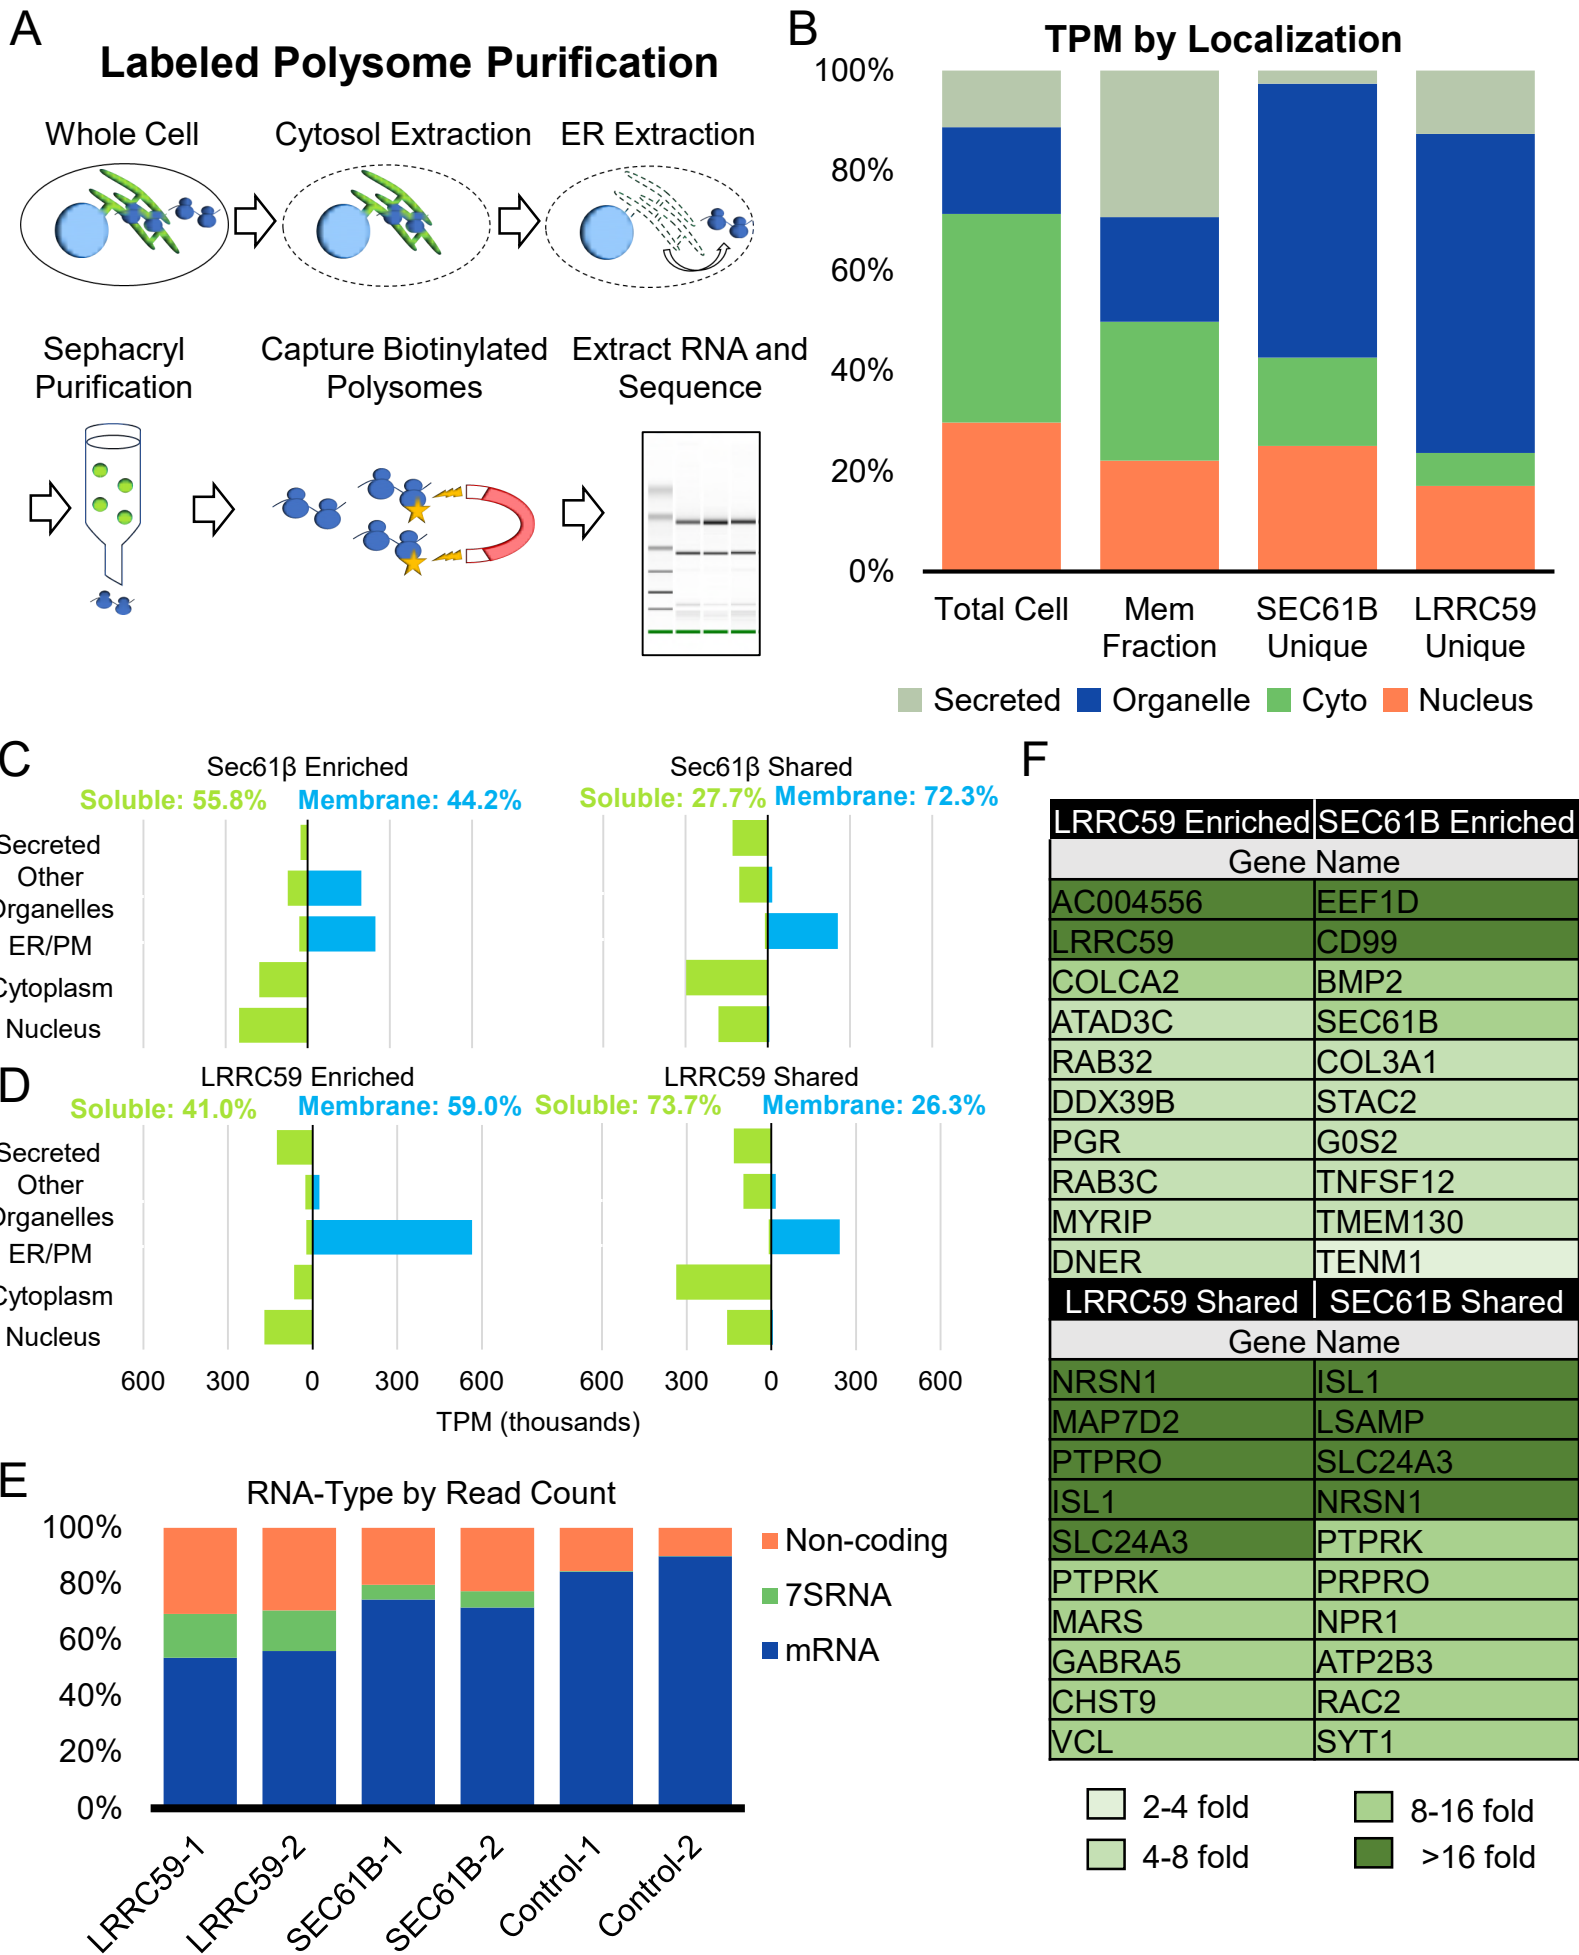 A
Labeled Polysome Purification
Whole Cell
Cytosol Extraction
ER Extraction
Sephacryl
Purification
Capture Biotinylated
Polysomes
Extract RNA and
Sequence
B
TPM by Localization
100%
80%
60%
40%
20%
0%
Total Cell
Mem
Fraction
SEC61B
Unique
LRRC59
Unique
Secreted
Organelle
Cyto
Nucleus
C
Sec61β Enriched
Soluble: 55.8%
Membrane: 44.2%
Sec61β Shared
Soluble: 27.7%
Membrane: 72.3%
Secreted
Other
Organelles
ER/PM
Cytoplasm
Nucleus
D
LRRC59 Enriched
Soluble: 41.0%
Membrane: 59.0%
LRRC59 Shared
Soluble: 73.7%
Membrane: 26.3%
Secreted
Other
Organelles
ER/PM
Cytoplasm
Nucleus
600 300 0 300 600
600 300 0 300 600
TPM (thousands)
E
RNA-Type by Read Count
100%
80%
60%
40%
20%
0%
LRRC59-1
LRRC59-2
SEC61B-1
SEC61B-2
Control-1
Control-2
Non-coding
7SRNA
mRNA
F
LRRC59 Enriched SEC61B Enriched
Gene Name
AC004556 EEF1D
LRRC59 CD99
COLCA2 BMP2
ATAD3C SEC61B
RAB32 COL3A1
DDX39B STAC2
PGR G0S2
RAB3C TNFSF12
MYRIP TMEM130
DNER TENM1
LRRC59 Shared SEC61B Shared
Gene Name
NRSN1 ISL1
MAP7D2 LSAMP
PTPRO SLC24A3
ISL1 NRSN1
SLC24A3 PTPRK
PTPRK PRPRO
MARS NPR1
GABRA5 ATP2B3
CHST9 RAC2
VCL SYT1
2-4 fold
8-16 fold
4-8 fold
>16 fold